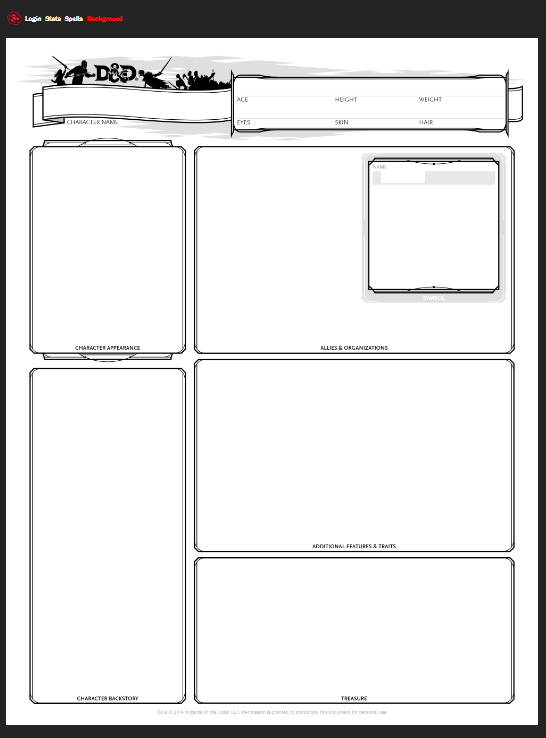 Login Stats Spells Background
D&D
AGE HEIGHT WEIGHT
CHARACTER NAME
EYES SKIN HAIR
NAME
SYMBOL
CHARACTER APPEARANCE
ALLIES & ORGANIZATIONS
ADDITIONAL FEATURES & TRAITS
CHARACTER BACKSTORY
TREASURE
TM & © 2014 Wizards of the Coast LLC. Permission is granted to photocopy this document for personal use.